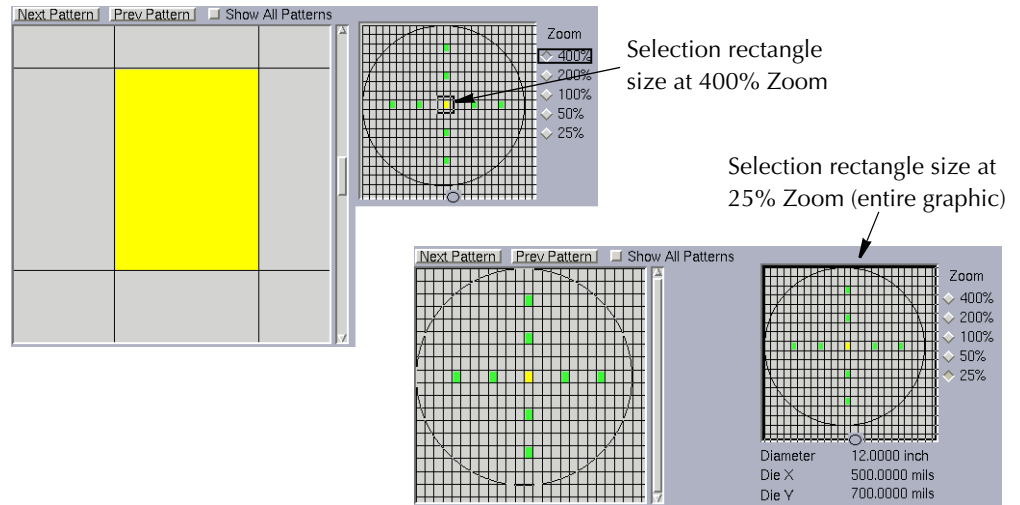 Next Pattern Prev Pattern Show All Patterns
Zoom
400%
200%
100%
50%
25%
Selection rectangle
size at 400% Zoom
Selection rectangle size at
25% Zoom (entire graphic)
Next Pattern Prev Pattern Show All Patterns
Zoom
400%
200%
100%
50%
25%
Diameter 12.0000 inch
Die X 500.0000 mils
Die Y 700.0000 mils